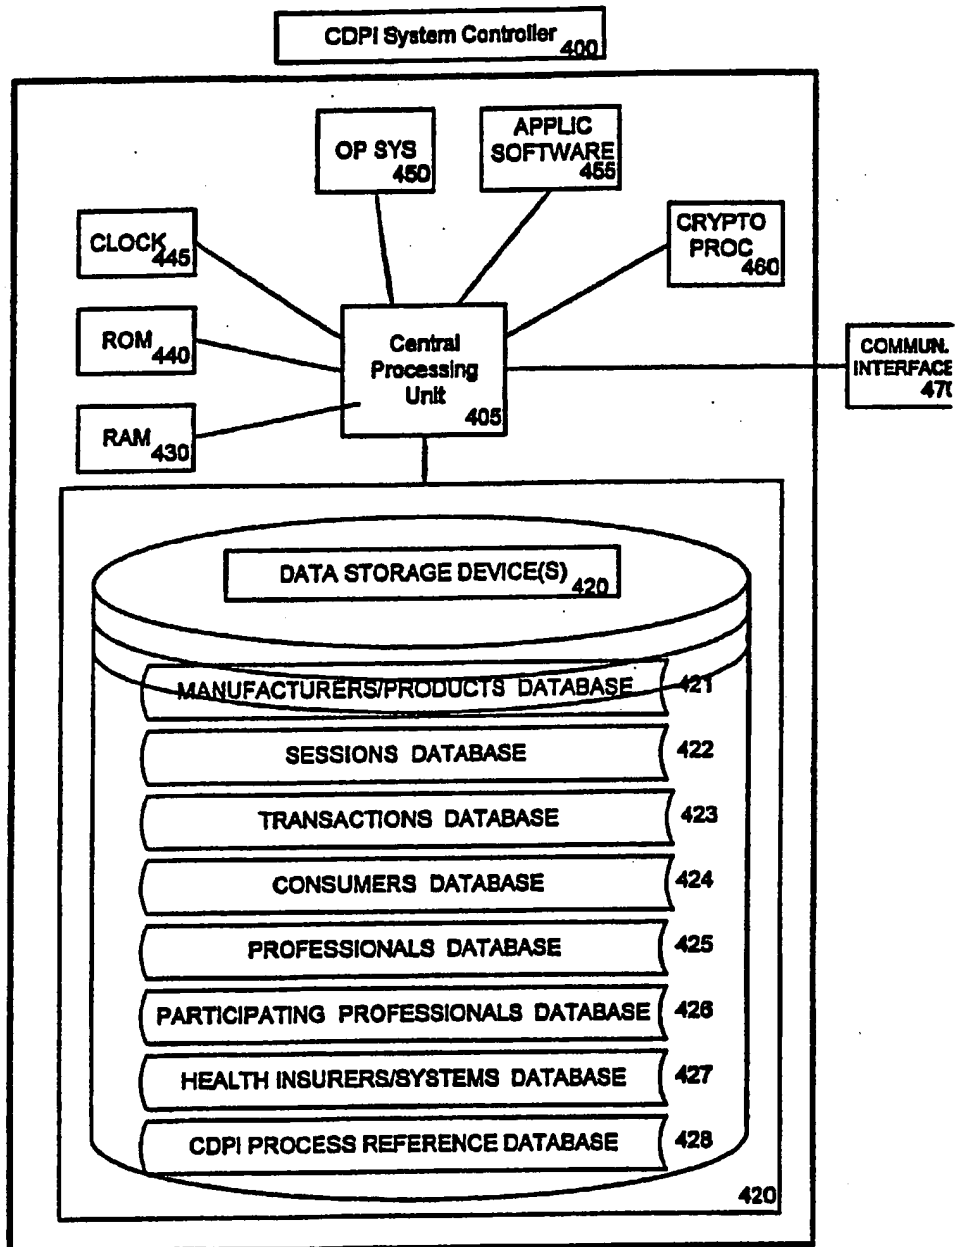 CDPI System Controller
400
OP SYS
450
APPLIC
SOFTWARE
455
CLOCK
445
CRYPTO
PROC
460
ROM
440
Central
Processing
Unit
405
COMMUN.
INTERFACE
RAM
430
DATA STORAGE DEVICE(S)
420
MANUFACTURERS/PRODUCTS DATABASE 421
SESSIONS DATABASE 422
TRANSACTIONS DATABASE 423
CONSUMERS DATABASE 424
PROFESSIONALS DATABASE 425
PARTICIPATING PROFESSIONALS DATABASE 426
HEALTH INSURERS/SYSTEMS DATABASE 427
CDPI PROCESS REFERENCE DATABASE 428
420